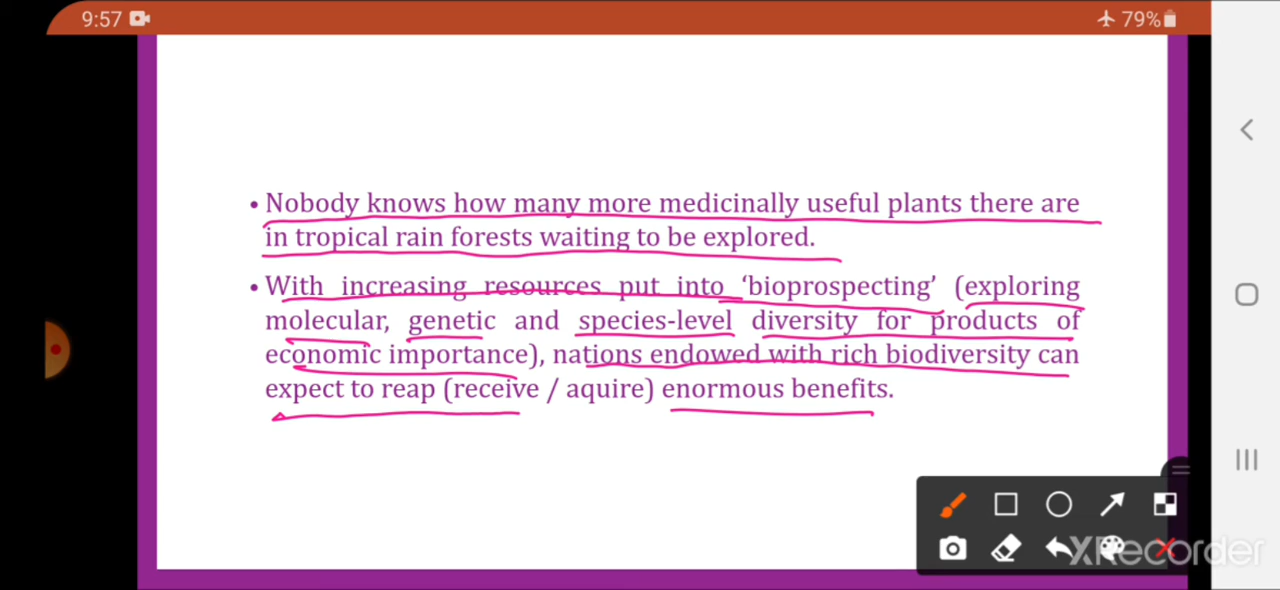 9:57
79%
• Nobody knows how many more medicinally useful plants there are
in tropical rain forests waiting to be explored.
• With increasing resources put into ‘bioprospecting’ (exploring
molecular, genetic and species-level diversity for products of
economic importance), nations endowed with rich biodiversity can
expect to reap (receive / aquire) enormous benefits.
XRecorder